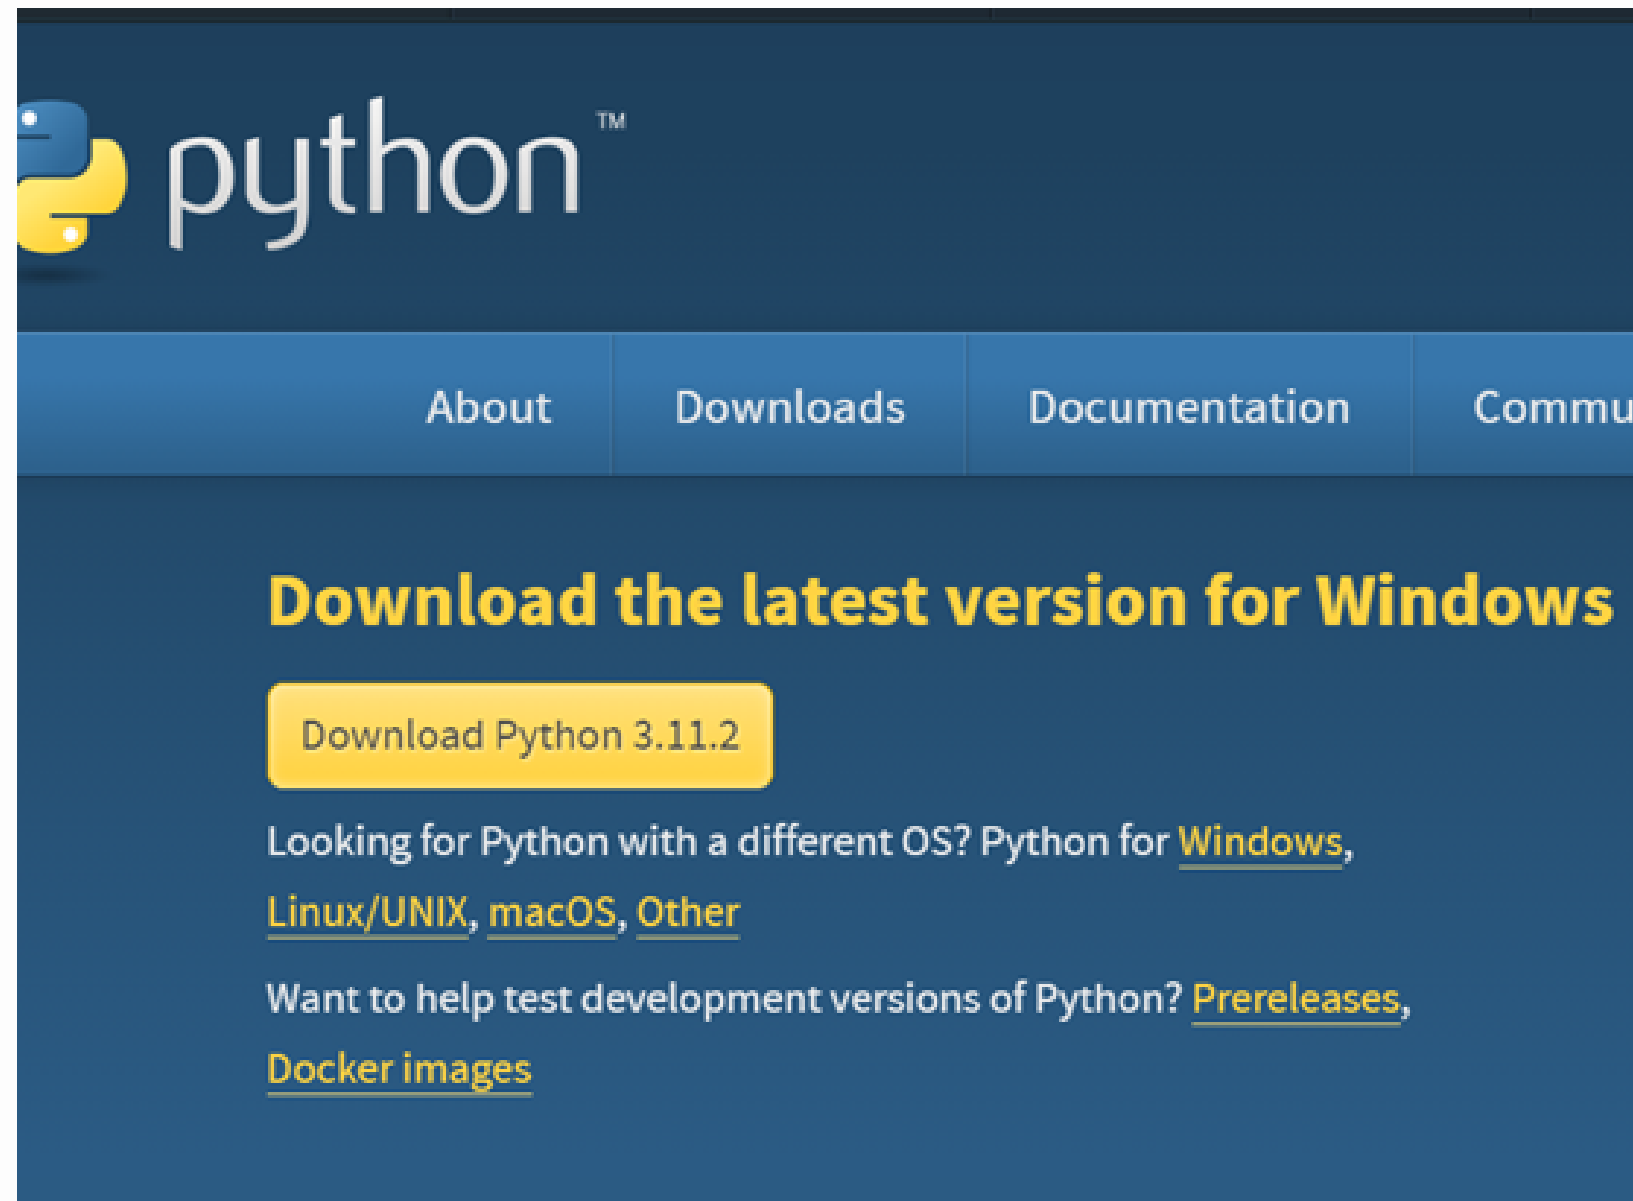 python™
About Downloads Documentation Commu
Download the latest version for Windows
Download Python 3.11.2
Looking for Python with a different OS? Python for Windows,
Linux/UNIX, macOS, Other
Want to help test development versions of Python? Prereleases,
Docker images